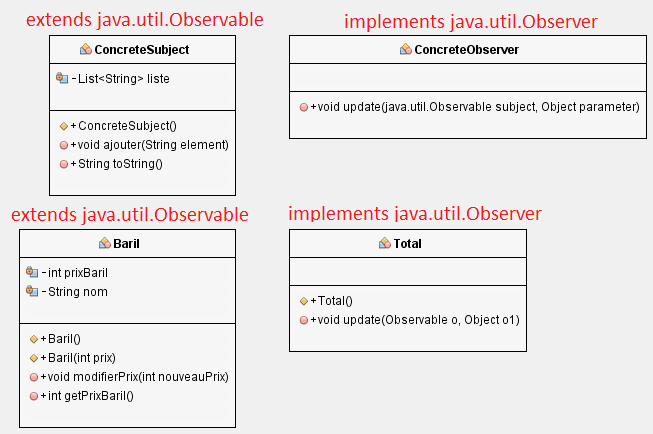 extends java.util.Observable
implements java.util.Observer
ConcreteSubject
-List<String> liste
+ConcreteSubject()
+void ajouter(String element)
+String toString()
ConcreteObserver
+void update(java.util.Observable subject, Object parameter)
extends java.util.Observable
implements java.util.Observer
Baril
-int prixBaril
-String nom
+Baril()
+Baril(int prix)
+void modifierPrix(int nouveauPrix)
+int getPrixBaril()
Total
+Total()
+void update(Observable o, Object o1)